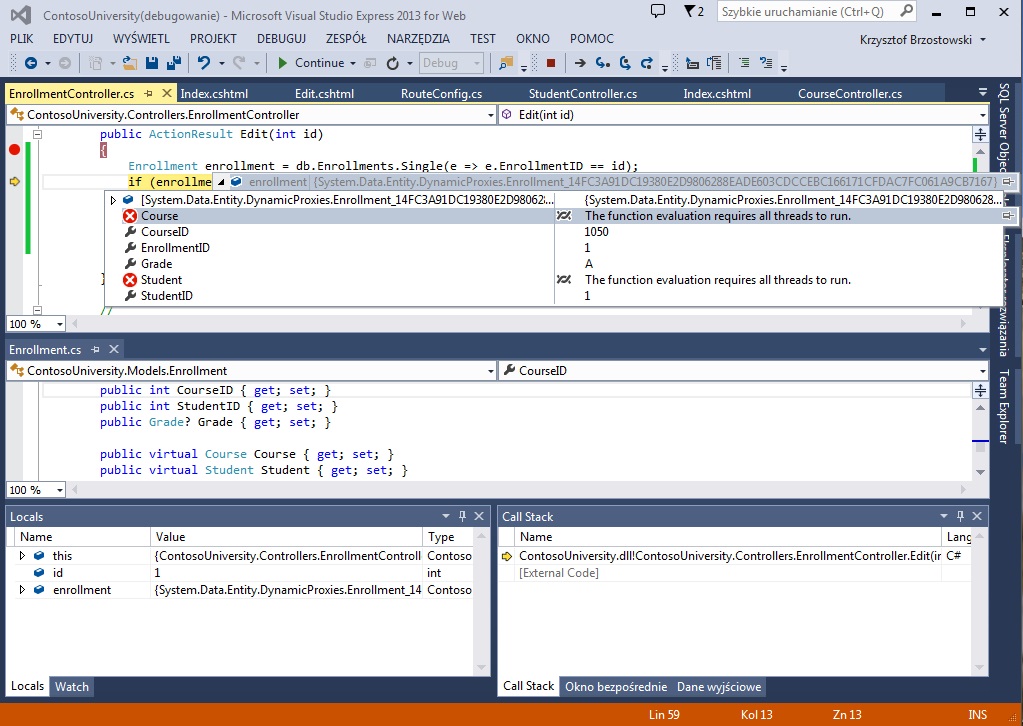 ContosoUniversity(debugowanie) - Microsoft Visual Studio Express 2013 for Web
2
Szybkie uruchamianie (Ctrl+Q)
PLIK EDYTUJ WYŚWIETL PROJEKT DEBUGUJ ZESPÓŁ NARZĘDZIA TEST OKNO POMOC
Krzysztof Brzostowski
Continue Debug
EnrollmentController.cs Index.cshtml Edit.cshtml RouteConfig.cs StudentController.cs Index.cshtml CourseController.cs
ContosoUniversity.Controllers.EnrollmentController Edit(int id)
public ActionResult Edit(int id)
{
Enrollment enrollment = db.Enrollments.Single(e => e.EnrollmentID == id);
if (enrollme enrollment {System.Data.Entity.DynamicProxies.Enrollment_14FC3A91DC19380E2D9806288EADE603CDCCEBC166171CFDAC7FC061A9CB7167}
[System.Data.Entity.DynamicProxies.Enrollment_14FC3A91DC19380E2D98062... {System.Data.Entity.DynamicProxies.Enrollment_14FC3A91DC19380E2D980628...
Course The function evaluation requires all threads to run.
CourseID 1050
EnrollmentID 1
Grade A
Student The function evaluation requires all threads to run.
StudentID 1
}
//
100 %
SQL Server Objec
Team Explorer
Enrollment.cs
ContosoUniversity.Models.Enrollment CourseID
public int CourseID { get; set; }
public int StudentID { get; set; }
public Grade? Grade { get; set; }
public virtual Course Course { get; set; }
public virtual Student Student { get; set; }
100 %
Locals
Name Value Type
this {ContosoUniversity.Controllers.EnrollmentControll Contoso
id 1 int
enrollment {System.Data.Entity.DynamicProxies.Enrollment_14 Contoso
Locals Watch
Call Stack
Name Lang
ContosoUniversity.dll!ContosoUniversity.Controllers.EnrollmentController.Edit(in C#
[External Code]
Call Stack Okno bezpośrednie Dane wyjściowe
Lin 59 Kol 13 Zn 13 INS